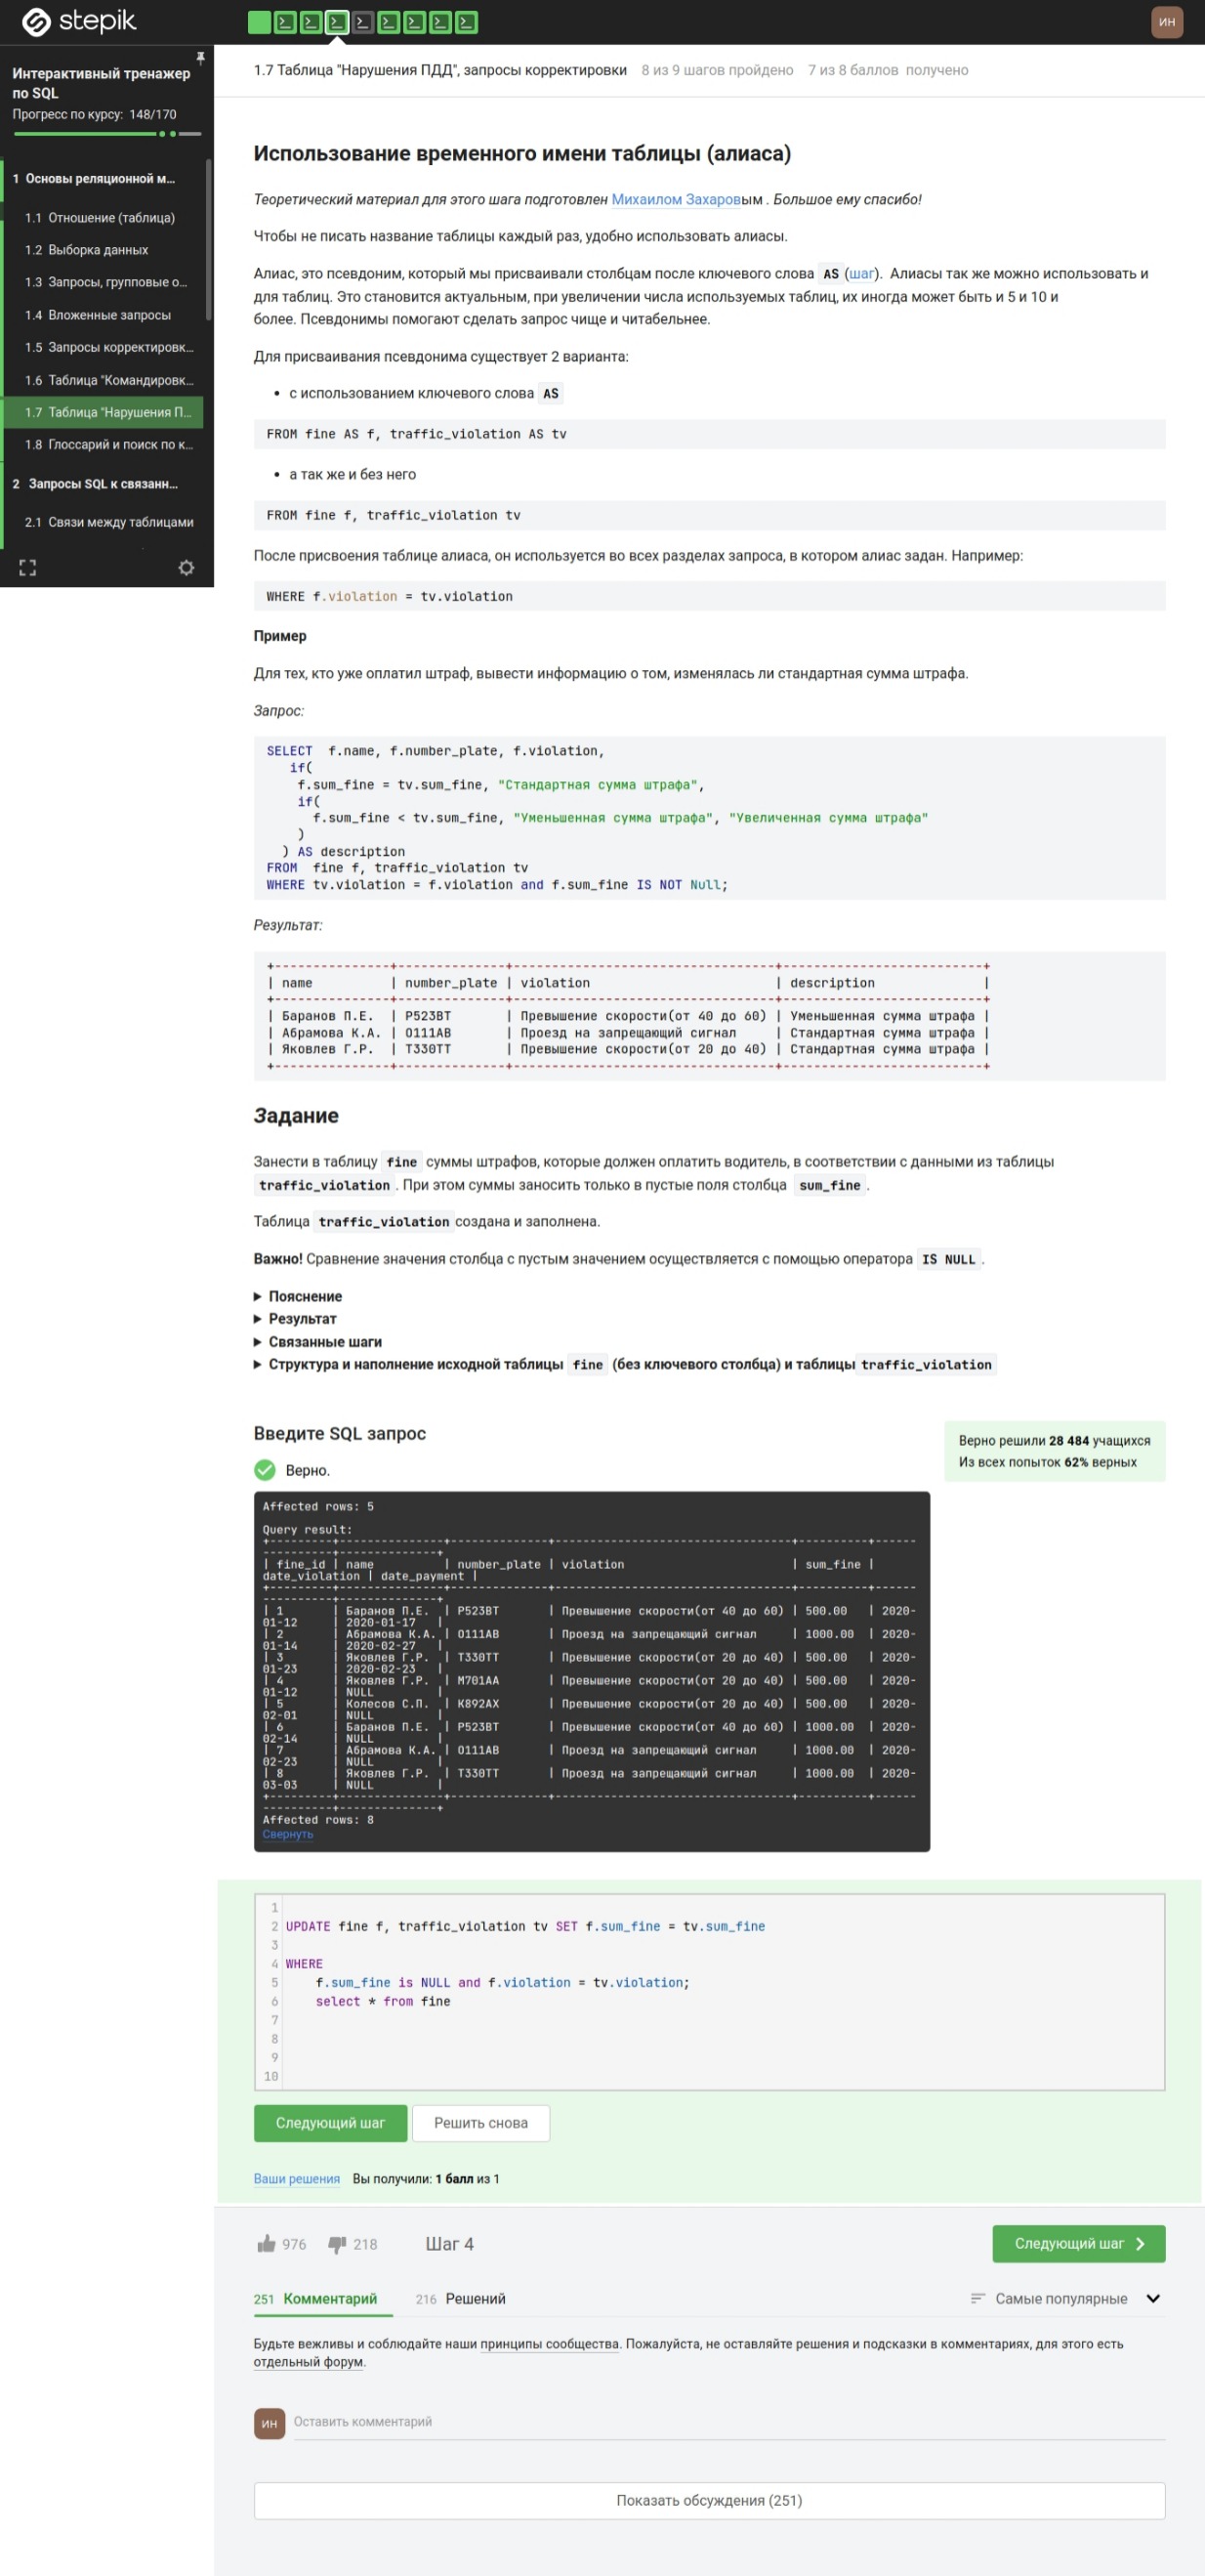 stepik
ИН
Интерактивный тренажер
по SQL
Прогресс по курсу: 148/170
1 Основы реляционной м...
1.1 Отношение (таблица)
1.2 Выборка данных
1.3 Запросы, групповые о...
1.4 Вложенные запросы
1.5 Запросы корректировк...
1.6 Таблица "Командировк...
1.7 Таблица "Нарушения П...
1.8 Глоссарий и поиск по к...
2 Запросы SQL к связанн...
2.1 Связи между таблицами
1.7 Таблица "Нарушения ПДД", запросы корректировки 8 из 9 шагов пройдено 7 из 8 баллов получено
Использование временного имени таблицы (алиаса)
Теоретический материал для этого шага подготовлен Михаилом Захаровым . Большое ему спасибо!
Чтобы не писать название таблицы каждый раз, удобно использовать алиасы.
Алиас, это псевдоним, который мы присваивали столбцам после ключевого слова AS (шаг). Алиасы так же можно использовать и
для таблиц. Это становится актуальным, при увеличении числа используемых таблиц, их иногда может быть и 5 и 10 и
более. Псевдонимы помогают сделать запрос чище и читабельнее.
Для присваивания псевдонима существует 2 варианта:
• с использованием ключевого слова AS
FROM fine AS f, traffic_violation AS tv
• а так же и без него
FROM fine f, traffic_violation tv
После присвоения таблице алиаса, он используется во всех разделах запроса, в котором алиас задан. Например:
WHERE f.violation = tv.violation
Пример
Для тех, кто уже оплатил штраф, вывести информацию о том, изменялась ли стандартная сумма штрафа.
Запрос:
SELECT  f.name, f.number_plate, f.violation,
   if(
    f.sum_fine = tv.sum_fine, "Стандартная сумма штрафа",
    if(
      f.sum_fine < tv.sum_fine, "Уменьшенная сумма штрафа", "Увеличенная сумма штрафа"
    )
  ) AS description
FROM  fine f, traffic_violation tv
WHERE tv.violation = f.violation and f.sum_fine IS NOT Null;
Результат:
+---------------+--------------+----------------------------------+--------------------------+
| name          | number_plate | violation                        | description              |
+---------------+--------------+----------------------------------+--------------------------+
| Баранов П.Е.  | Р523ВТ       | Превышение скорости(от 40 до 60) | Уменьшенная сумма штрафа |
| Абрамова К.А. | О111АВ       | Проезд на запрещающий сигнал     | Стандартная сумма штрафа |
| Яковлев Г.Р.  | Т330ТТ       | Превышение скорости(от 20 до 40) | Стандартная сумма штрафа |
+---------------+--------------+----------------------------------+--------------------------+
Задание
Занести в таблицу fine суммы штрафов, которые должен оплатить водитель, в соответствии с данными из таблицы
traffic_violation . При этом суммы заносить только в пустые поля столбца sum_fine .
Таблица traffic_violation создана и заполнена.
Важно! Сравнение значения столбца с пустым значением осуществляется с помощью оператора IS NULL .
▶ Пояснение
▶ Результат
▶ Связанные шаги
▶ Структура и наполнение исходной таблицы fine (без ключевого столбца) и таблицы traffic_violation
Введите SQL запрос
Верно решили 28 484 учащихся
Из всех попыток 62% верных
Верно.
Affected rows: 5
Query result:
+---------+---------------+--------------+----------------------------------+----------+------
----------+--------------+
| fine_id | name          | number_plate | violation                        | sum_fine |
date_violation | date_payment |
+---------+---------------+--------------+----------------------------------+----------+------
----------+--------------+
| 1       | Баранов П.Е.  | Р523ВТ       | Превышение скорости(от 40 до 60) | 500.00   | 2020-
01-12     | 2020-01-17   |
| 2       | Абрамова К.А. | О111АВ       | Проезд на запрещающий сигнал     | 1000.00  | 2020-
01-14     | 2020-02-27   |
| 3       | Яковлев Г.Р.  | Т330ТТ       | Превышение скорости(от 20 до 40) | 500.00   | 2020-
01-23     | 2020-02-23   |
| 4       | Яковлев Г.Р.  | М701АА       | Превышение скорости(от 20 до 40) | 500.00   | 2020-
01-12     | NULL         |
| 5       | Колесов С.П.  | К892АХ       | Превышение скорости(от 20 до 40) | 500.00   | 2020-
02-01     | NULL         |
| 6       | Баранов П.Е.  | Р523ВТ       | Превышение скорости(от 40 до 60) | 1000.00  | 2020-
02-14     | NULL         |
| 7       | Абрамова К.А. | О111АВ       | Проезд на запрещающий сигнал     | 1000.00  | 2020-
02-23     | NULL         |
| 8       | Яковлев Г.Р.  | Т330ТТ       | Проезд на запрещающий сигнал     | 1000.00  | 2020-
03-03     | NULL         |
+---------+---------------+--------------+----------------------------------+----------+------
----------+--------------+
Affected rows: 8
Свернуть
1
2 UPDATE fine f, traffic_violation tv SET f.sum_fine = tv.sum_fine
3
4 WHERE
5     f.sum_fine is NULL and f.violation = tv.violation;
6     select * from fine
7
8
9
10
Следующий шаг Решить снова
Ваши решения Вы получили: 1 балл из 1
976 218 Шаг 4 Следующий шаг
251 Комментарий 216 Решений Самые популярные
Будьте вежливы и соблюдайте наши принципы сообщества. Пожалуйста, не оставляйте решения и подсказки в комментариях, для этого есть
отдельный форум.
ИН Оставить комментарий
Показать обсуждения (251)